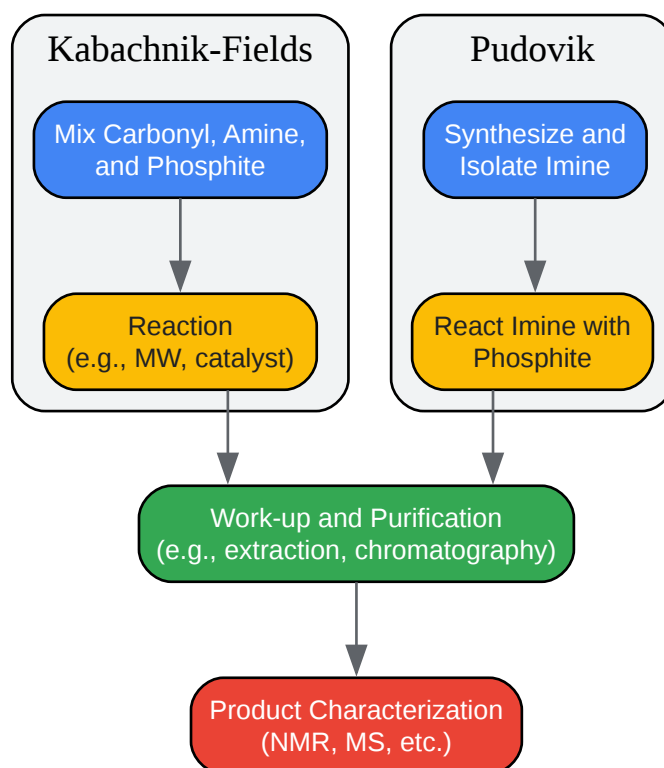 Kabachnik-Fields
Mix Carbonyl, Amine,
and Phosphite
Reaction
(e.g., MW, catalyst)
Pudovik
Synthesize and
Isolate Imine
React Imine with
Phosphite
Work-up and Purification
(e.g., extraction, chromatography)
Product Characterization
(NMR, MS, etc.)